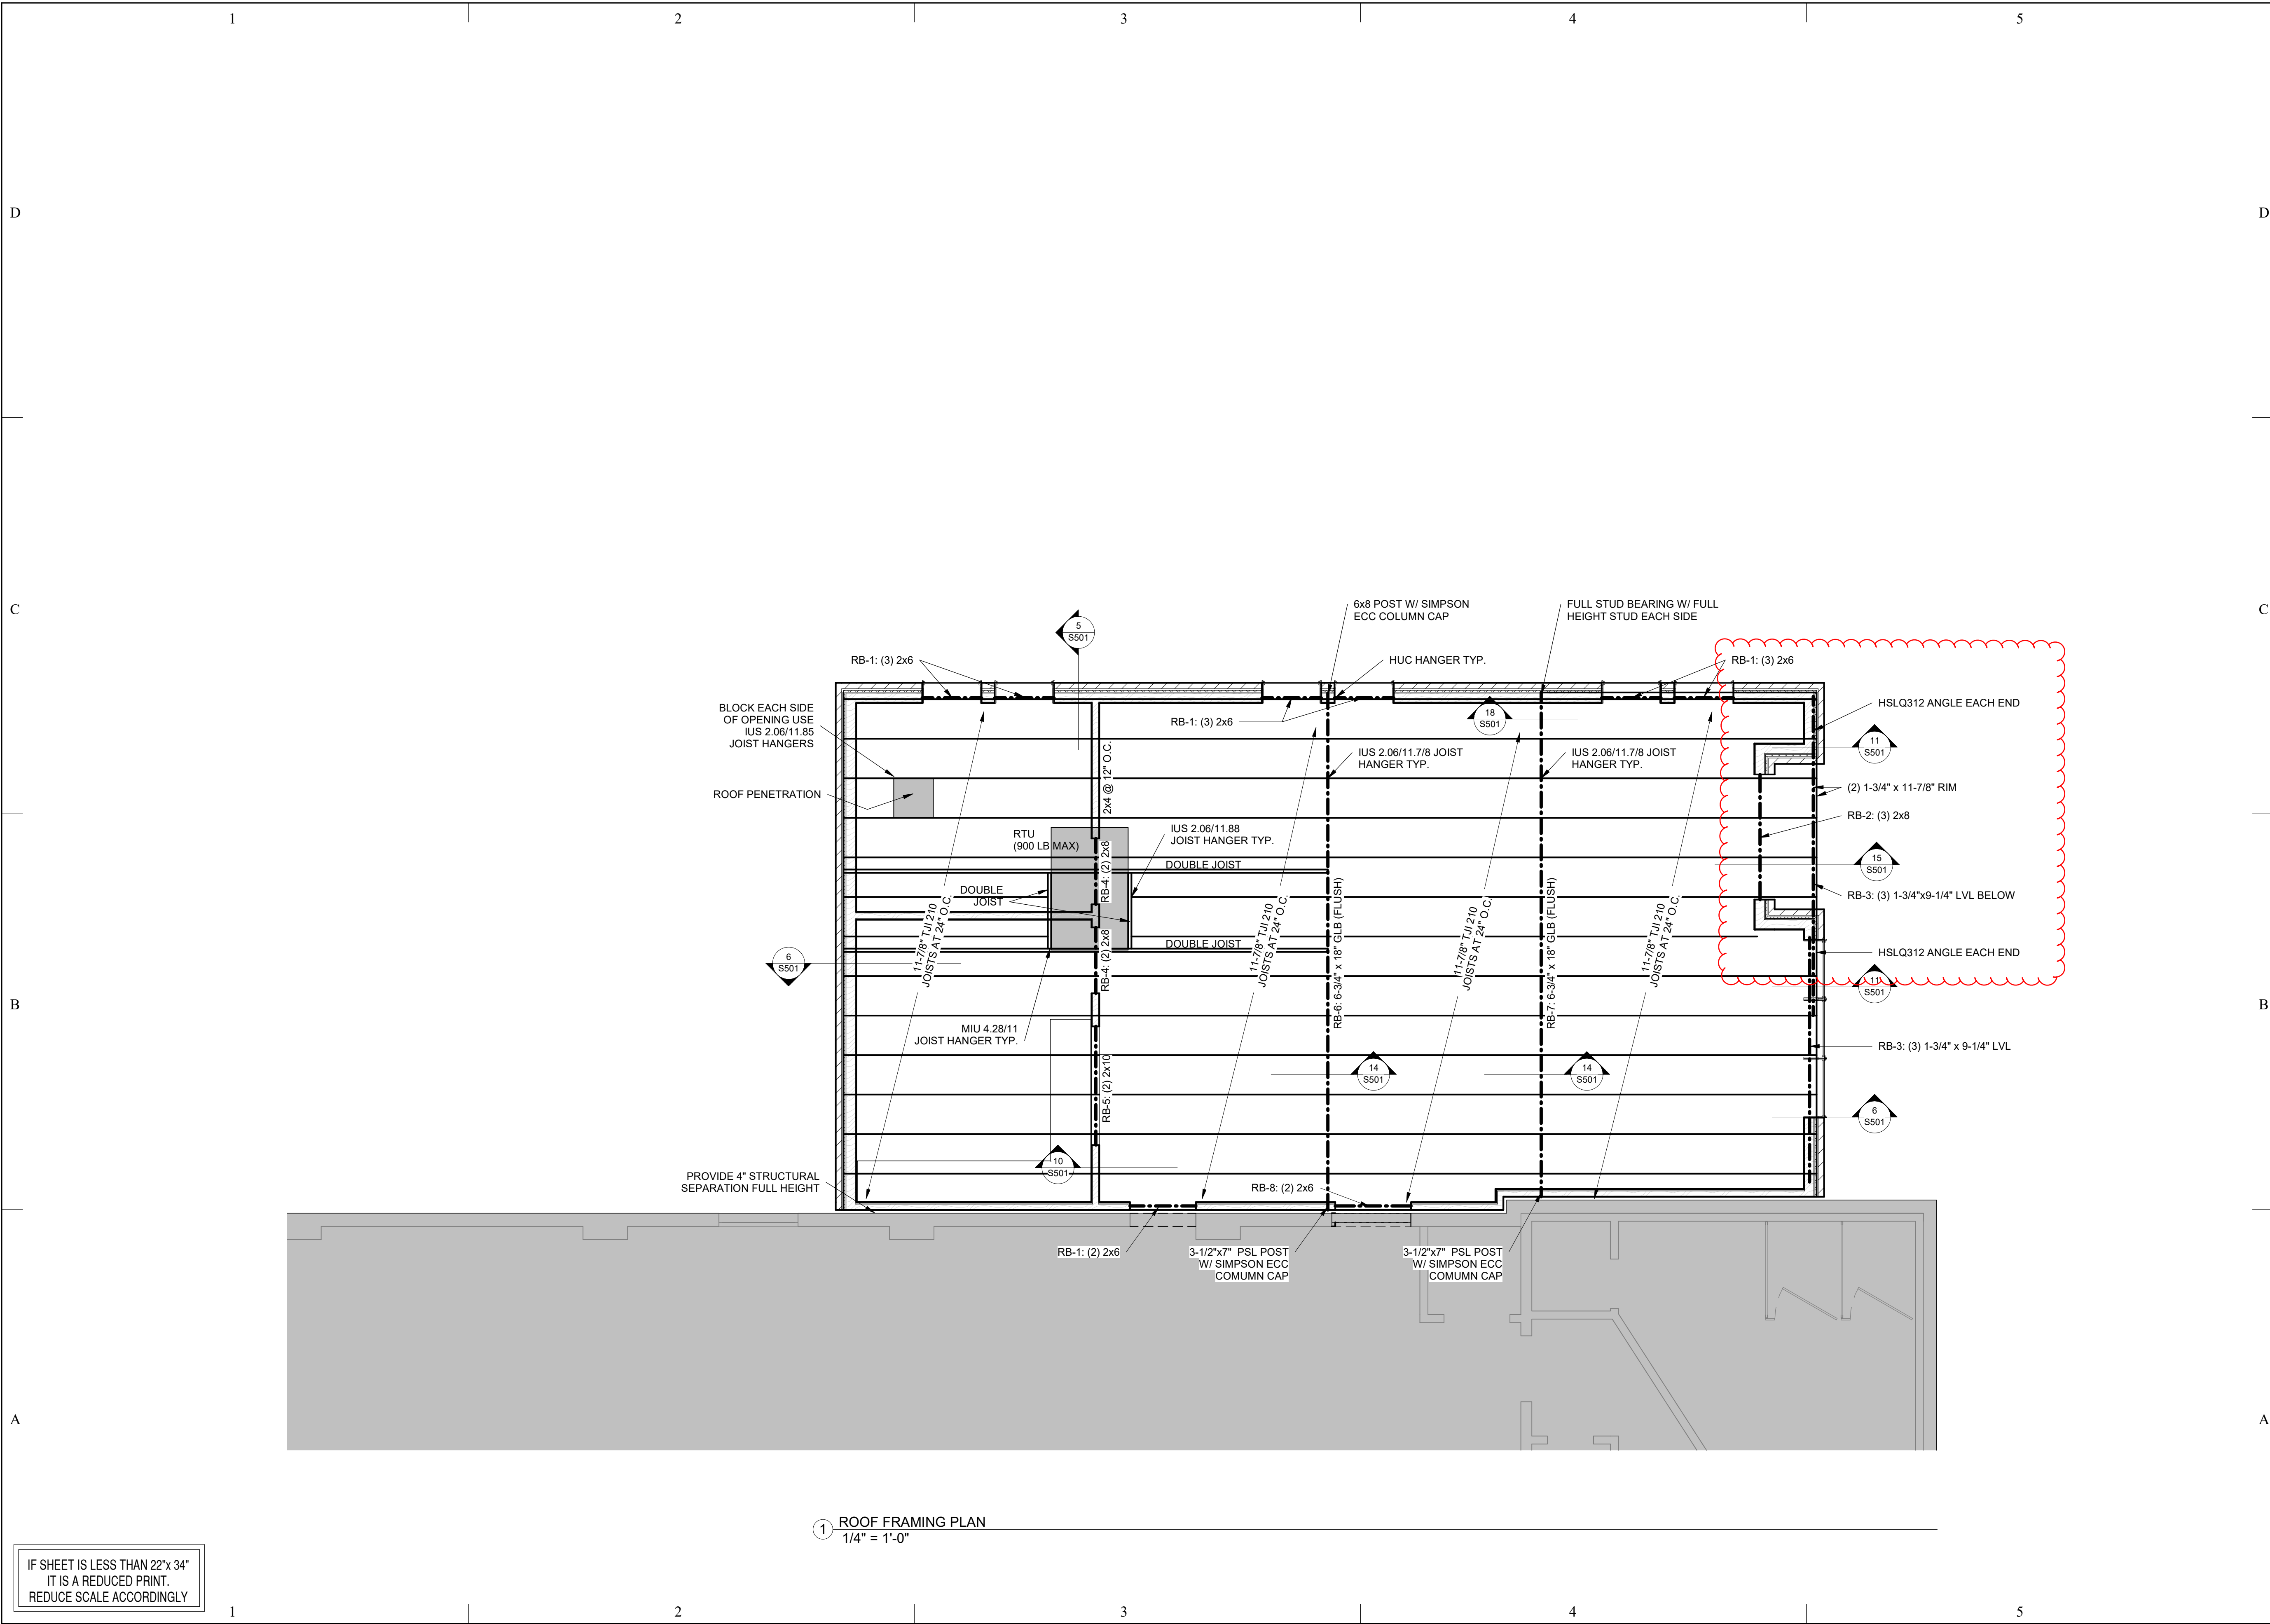 1
2
3
4
5
D
D
C
C
B
B
A
A
6x8 POST W/ SIMPSON
ECC COLUMN CAP
FULL STUD BEARING W/ FULL
HEIGHT STUD EACH SIDE
5
S501
RB-1: (3) 2x6
HUC HANGER TYP.
RB-1: (3) 2x6
BLOCK EACH SIDE
OF OPENING USE
IUS 2.06/11.85
JOIST HANGERS
RB-1: (3) 2x6
18
S501
HSLQ312 ANGLE EACH END
11
S501
IUS 2.06/11.7/8 JOIST
HANGER TYP.
IUS 2.06/11.7/8 JOIST
HANGER TYP.
2x4 @ 12" O.C.
ROOF PENETRATION
(2) 1-3/4" x 11-7/8" RIM
RB-2: (3) 2x8
RTU
(900 LB MAX)
IUS 2.06/11.88
JOIST HANGER TYP.
RB-4: (2) 2x8
DOUBLE JOIST
15
S501
DOUBLE
JOIST
RB-3: (3) 1-3/4"x9-1/4" LVL BELOW
11-7/8" TJI 210
JOISTS AT 24" O.C.
11-7/8" TJI 210
JOISTS AT 24" O.C.
RB-6: 6-3/4" x 18" GLB (FLUSH)
11-7/8" TJI 210
JOISTS AT 24" O.C.
RB-7: 6-3/4" x 18" GLB (FLUSH)
11-7/8" TJI 210
JOISTS AT 24" O.C.
DOUBLE JOIST
RB-4: (2) 2x8
6
S501
HSLQ312 ANGLE EACH END
11
S501
MIU 4.28/11
JOIST HANGER TYP.
RB-3: (3) 1-3/4" x 9-1/4" LVL
14
S501
14
S501
RB-5: (2) 2x10
6
S501
10
S501
PROVIDE 4" STRUCTURAL
SEPARATION FULL HEIGHT
RB-8: (2) 2x6
RB-1: (2) 2x6
3-1/2"x7" PSL POST
W/ SIMPSON ECC
COMUMN CAP
3-1/2"x7" PSL POST
W/ SIMPSON ECC
COMUMN CAP
1
ROOF FRAMING PLAN
1/4" = 1'-0"
IF SHEET IS LESS THAN 22"x 34"
IT IS A REDUCED PRINT.
REDUCE SCALE ACCORDINGLY
1
2
3
4
5